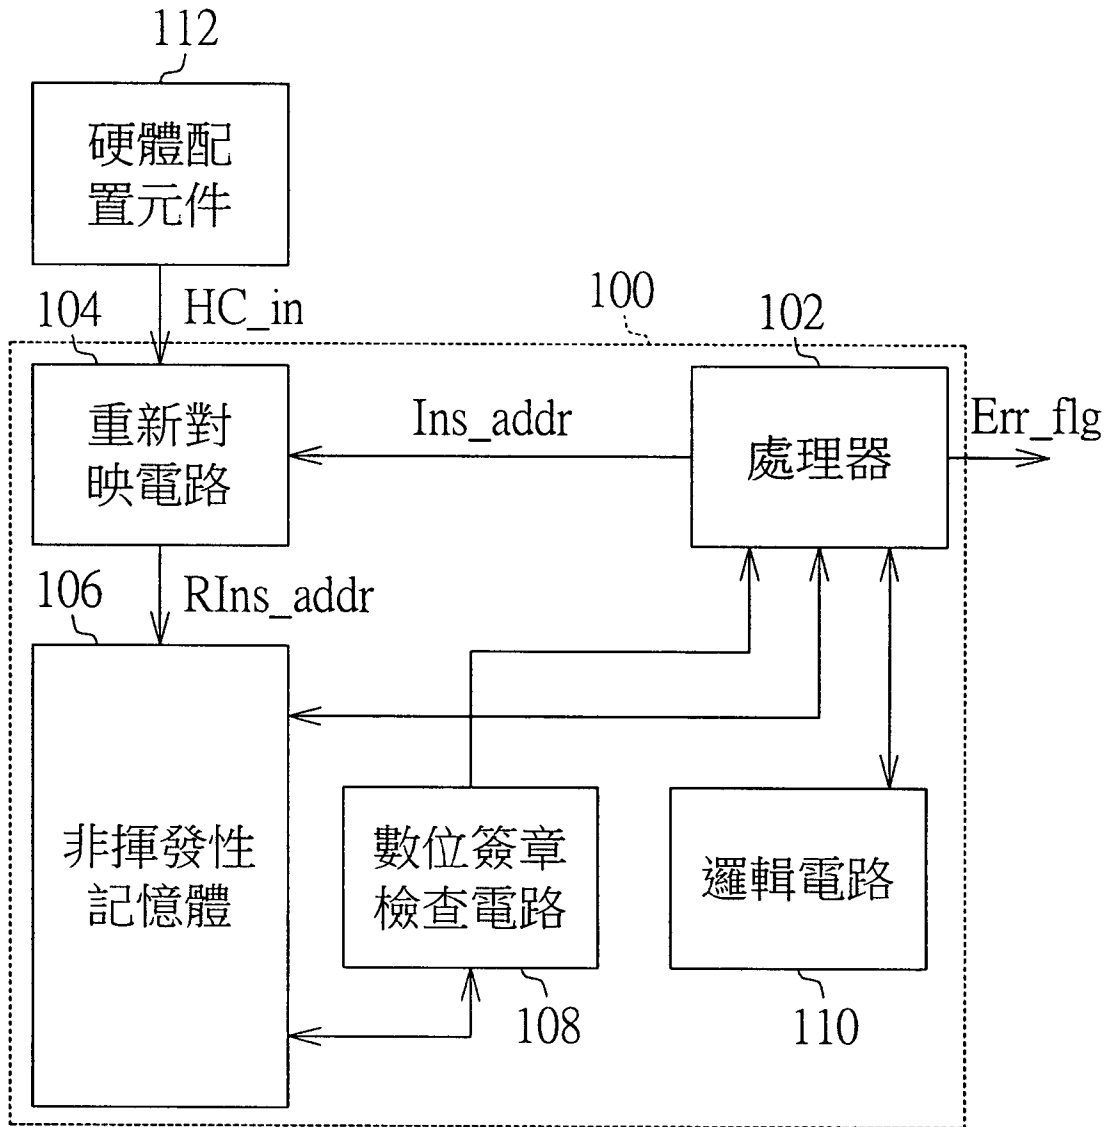 112
硬體配
置元件
HC_in
104
100
102
重新對
映電路
Ins_addr
處理器
Err_flg
106
RIns_addr
非揮發性
記憶體
數位簽章
檢查電路
邏輯電路
108
110